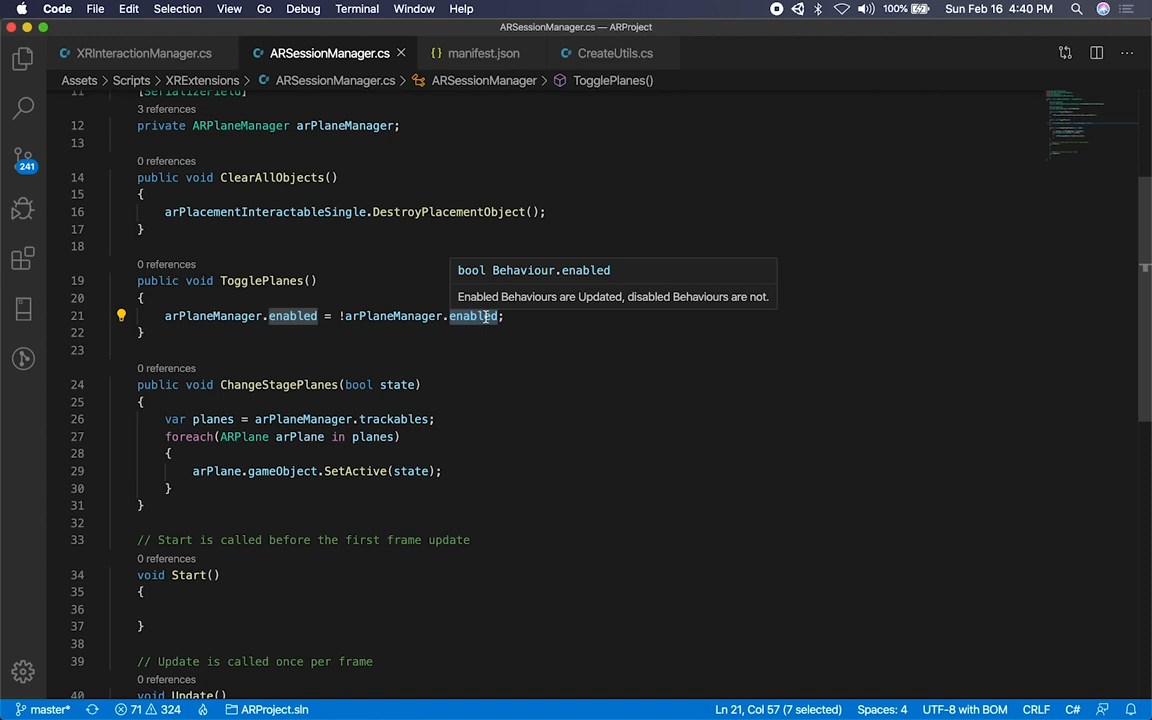 Code File Edit Selection View Go Debug Terminal Window Help 100% Sun Feb 16 4:40 PM
ARSessionManager.cs — ARProject
XRInteractionManager.cs ARSessionManager.cs {} manifest.json CreateUtils.cs
Assets > Scripts > XRExtensions > ARSessionManager.cs > ARSessionManager > TogglePlanes()
11 [SerializeField]
3 references
12 private ARPlaneManager arPlaneManager;
13
0 references
14 public void ClearAllObjects()
15 {
16 arPlacementInteractableSingle.DestroyPlacementObject();
17 }
18
0 references
19 public void TogglePlanes()
bool Behaviour.enabled
Enabled Behaviours are Updated, disabled Behaviours are not.
20 {
21 arPlaneManager.enabled = !arPlaneManager.enabled;
22 }
23
0 references
24 public void ChangeStagePlanes(bool state)
25 {
26 var planes = arPlaneManager.trackables;
27 foreach(ARPlane arPlane in planes)
28 {
29 arPlane.gameObject.SetActive(state);
30 }
31 }
32
33 // Start is called before the first frame update
0 references
34 void Start()
35 {
36
37 }
38
39 // Update is called once per frame
0 references
40 void Update()
241
master* 71 324 ARProject.sln Ln 21, Col 57 (7 selected) Spaces: 4 UTF-8 with BOM CRLF C#